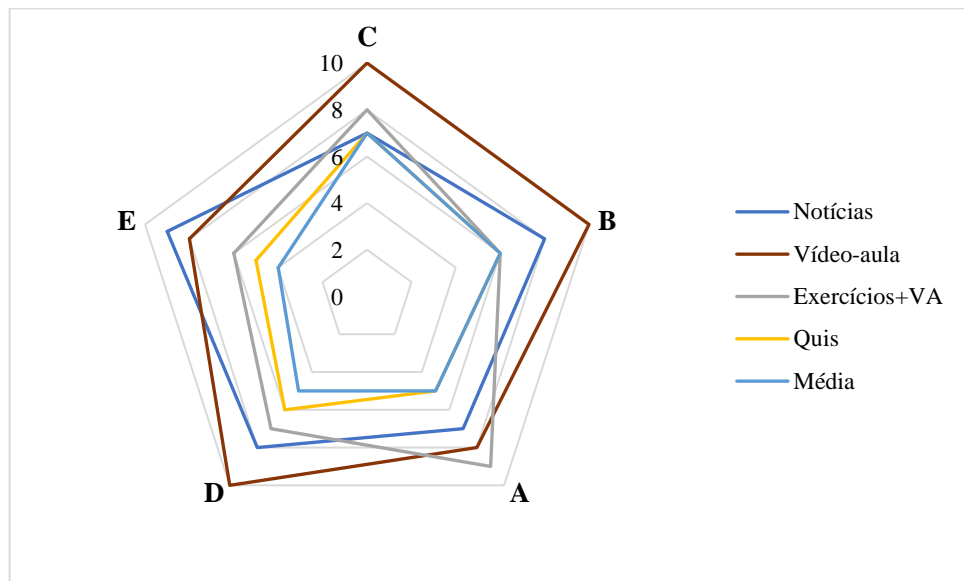 C
10
8
6
4
2
0
E
B
D
A
Notícias
Vídeo-aula
Exercícios+VA
Quis
Média